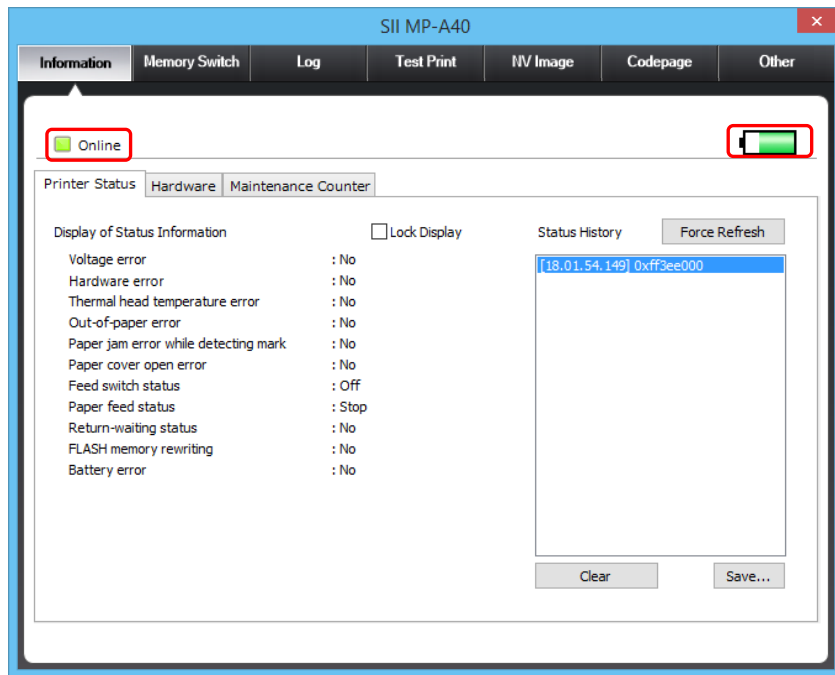 SII MP-A40
Information Memory Switch Log Test Print NV Image Codepage Other
Online
Printer Status Hardware Maintenance Counter
Display of Status Information Lock Display Status History Force Refresh
Voltage error : No
Hardware error : No
Thermal head temperature error : No
Out-of-paper error : No
Paper jam error while detecting mark : No
Paper cover open error : No
Feed switch status : Off
Paper feed status : Stop
Return-waiting status : No
FLASH memory rewriting : No
Battery error : No
[18.01.54.149] 0xff3ee000
Clear Save...